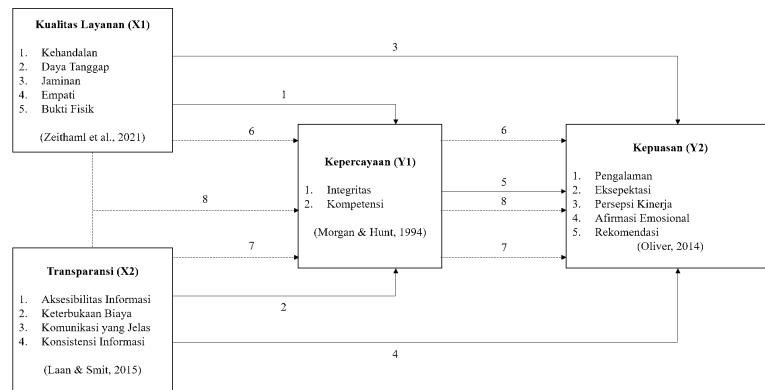 Kualitas Layanan (X1)
1. Kehandalan
2. Daya Tanggap
3. Jaminan
4. Empati
5. Bukti Fisik
(Zeithaml et al., 2021)
3
1
6
6
Kepercayaan (Y1)
1. Integritas
2. Kompetensi
(Morgan & Hunt, 1994)
5
8
8
7
7
Kepuasan (Y2)
1. Pengalaman
2. Eksepektasi
3. Persepsi Kinerja
4. Afirmasi Emosional
5. Rekomendasi
(Oliver, 2014)
Transparansi (X2)
1. Aksesibilitas Informasi
2. Keterbukaan Biaya
3. Komunikasi yang Jelas
4. Konsistensi Informasi
(Laan & Smit, 2015)
2
4